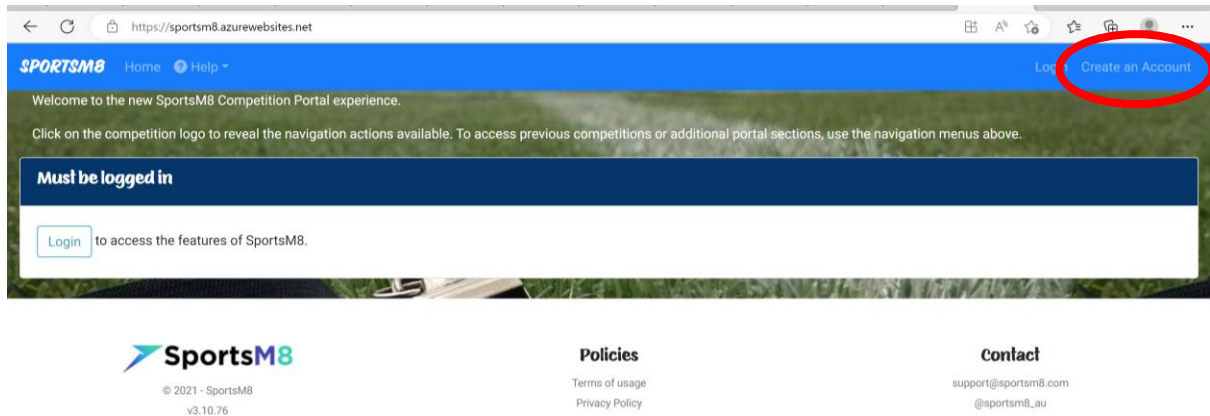 https://sportsm8.azurewebsites.net
SPORTSM8 Home Help Login Create an Account
Welcome to the new SportsM8 Competition Portal experience.
Click on the competition logo to reveal the navigation actions available. To access previous competitions or additional portal sections, use the navigation menus above.
Must be logged in
Login to access the features of SportsM8.
SportsM8 Policies Contact
© 2021 - SportsM8 Terms of usage support@sportsm8.com
v3.10.76 Privacy Policy @sportsm8_au